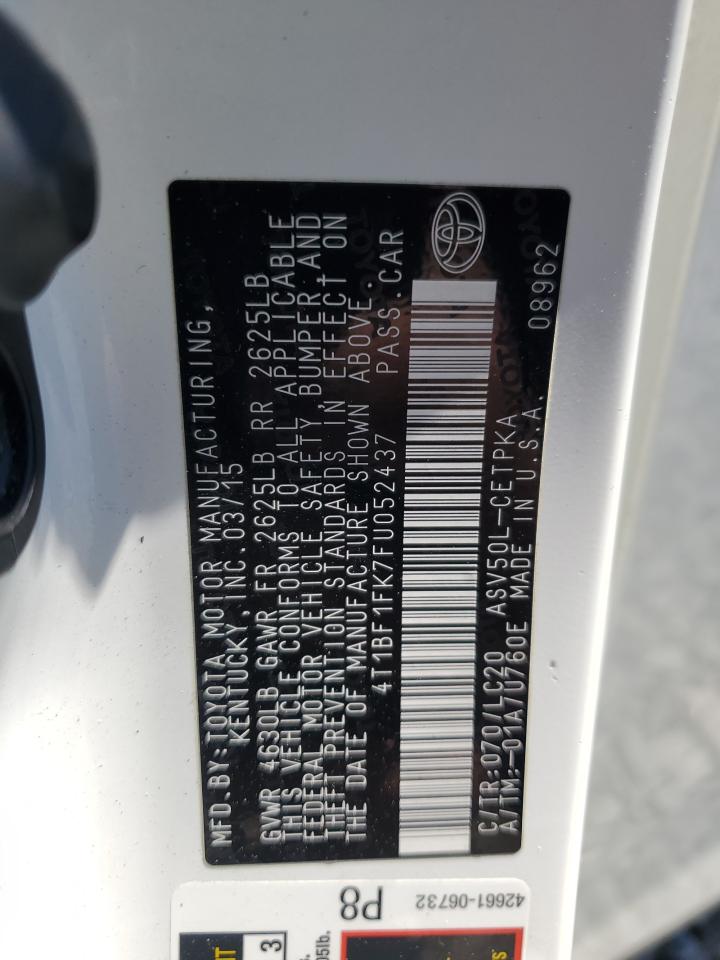 MFD.BY:TOYOTA MOTOR MANUFACTURING,
KENTUCKY, INC.03/15
GVWR 4630LB GAWR FR 2625LB RR 2625LB
THIS VEHICLE CONFORMS TO ALL APPLICABLE
FEDERAL MOTOR VEHICLE SAFETY, BUMPER AND
THEFT PREVENTION STANDARDS IN EFFECT ON
THE DATE OF MANUFACTURE SHOWN ABOVE.
4T1BF1FK7FU052437 PASS.CAR
C/TR:070/LC20 ASV50L-CETPKA
A/TM:-01A/U760E MADE IN U.S.A. 08962
42661-06732
P8
3